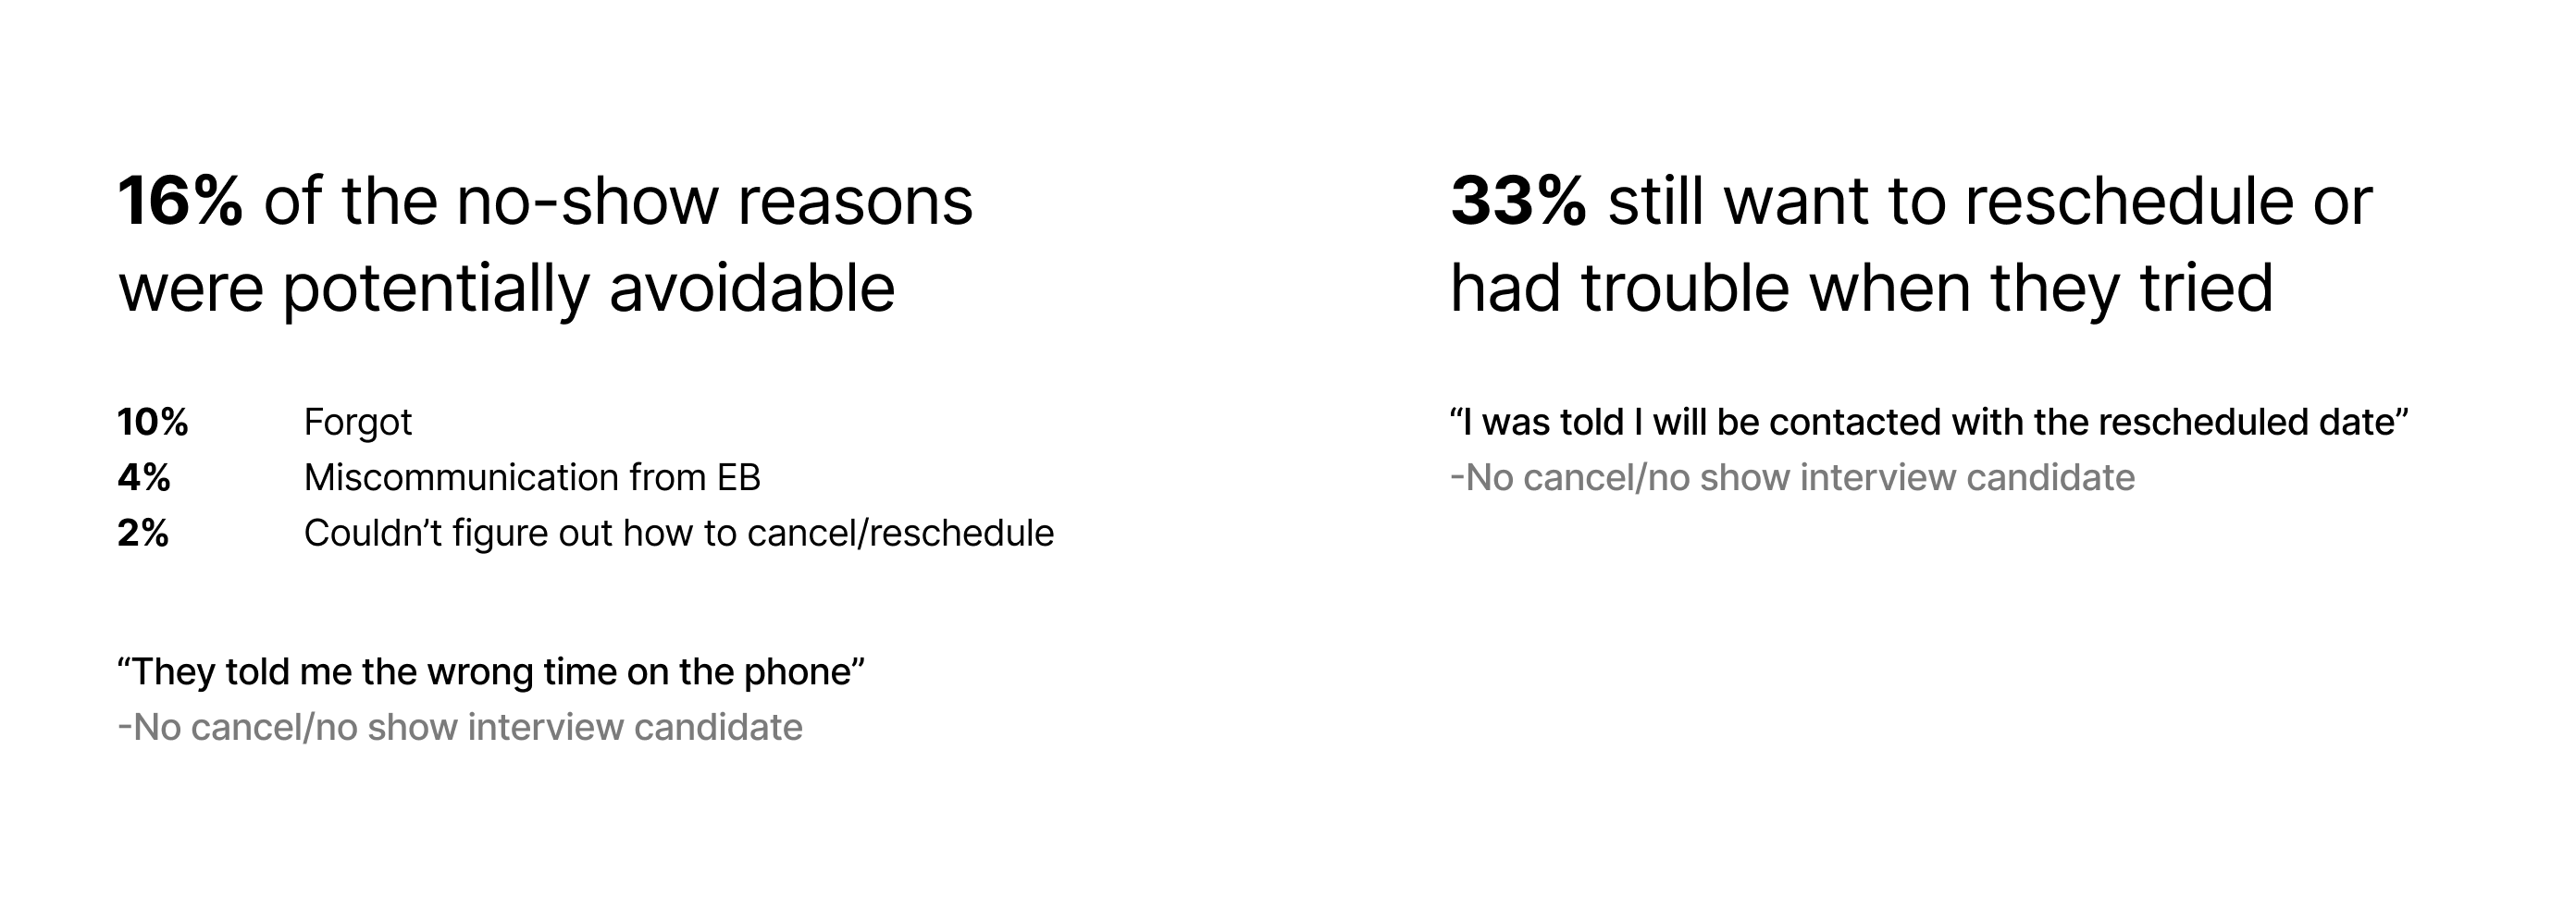 16% of the no-show reasons
were potentially avoidable
10% Forgot
4% Miscommunication from EB
2% Couldn’t figure out how to cancel/reschedule
“They told me the wrong time on the phone”
-No cancel/no show interview candidate
33% still want to reschedule or
had trouble when they tried
“I was told I will be contacted with the rescheduled date”
-No cancel/no show interview candidate